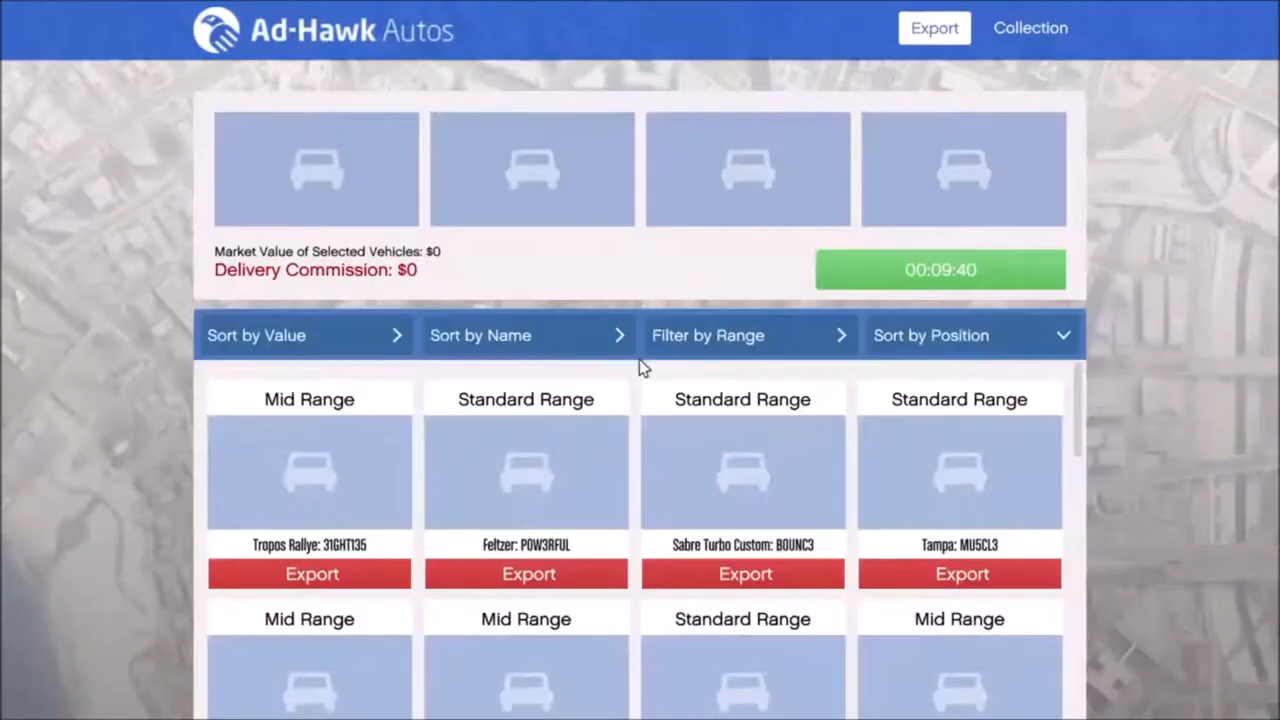 Ad-Hawk Autos
Export
Collection
Market Value of Selected Vehicles: $0
Delivery Commission: $0
00:09:40
Sort by Value
Sort by Name
Filter by Range
Sort by Position
Mid Range
Standard Range
Standard Range
Standard Range
Tropos Rallye: 31GHT135
Feltzer: P0W3RFUL
Sabre Turbo Custom: B0UNC3
Tampa: MU5CL3
Export
Export
Export
Export
Mid Range
Mid Range
Standard Range
Mid Range